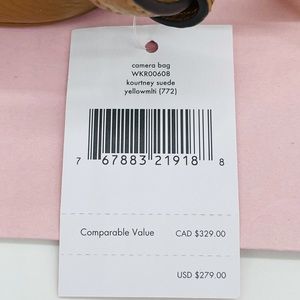 camera bag
WKR00608
kourtney suede
yellowmlti (772)
7 67883 21918 8
Comparable Value CAD $329.00
USD $279.00